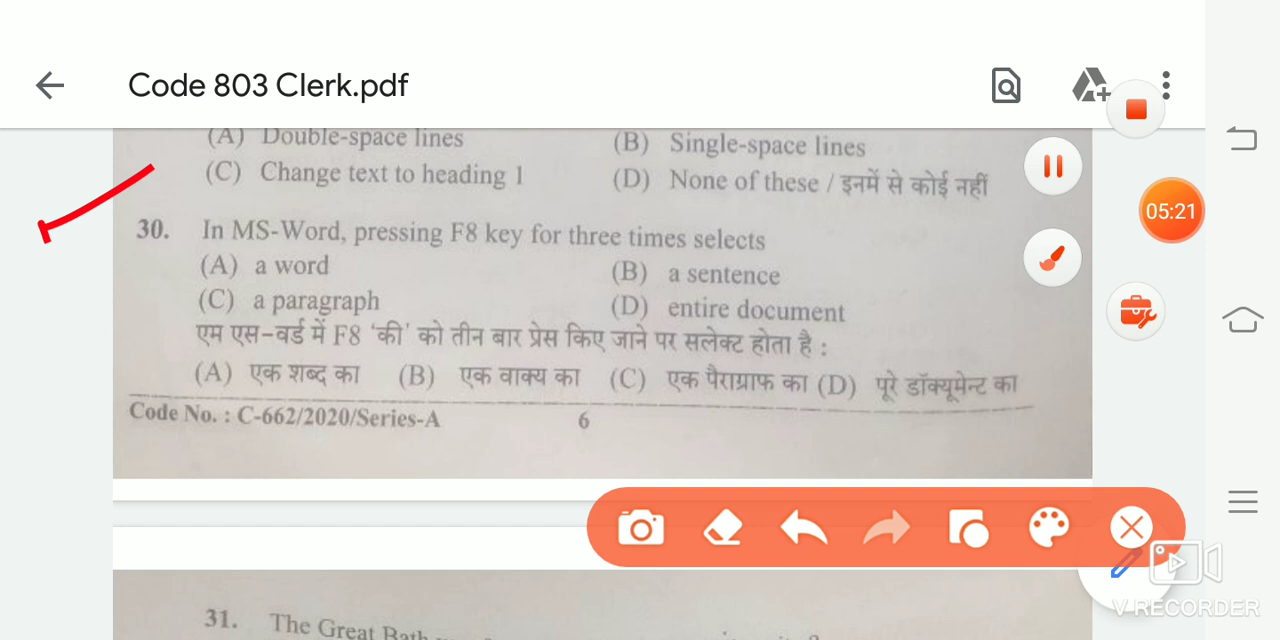 Code 803 Clerk.pdf
(A) Double-space lines (B) Single-space lines
(C) Change text to heading 1 (D) None of these / इनमें से कोई नहीं
30. In MS-Word, pressing F8 key for three times selects
(A) a word (B) a sentence
(C) a paragraph (D) entire document
एम एस-वर्ड में F8 'की' को तीन बार प्रेस किए जाने पर सलेक्ट होता है :
(A) एक शब्द का (B) एक वाक्य का (C) एक पैराग्राफ का (D) पूरे डॉक्यूमेन्ट का
Code No. : C-662/2020/Series-A 6
31. The Great Bath
05:21
V RECORDER